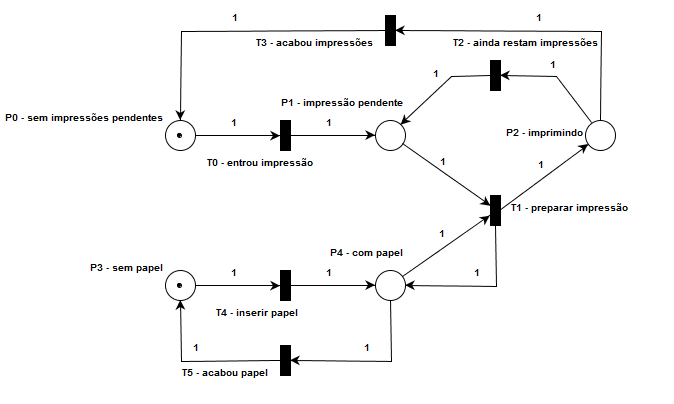 1
1
T3 - acabou impressões
T2 - ainda restam impressões
1
1
P1 - impressão pendente
P0 - sem impressões pendentes
1
1
P2 - imprimindo
T0 - entrou impressão
1
1
T1 - preparar impressão
1
P4 - com papel
P3 - sem papel
1
1
1
T4 - inserir papel
1
1
T5 - acabou papel